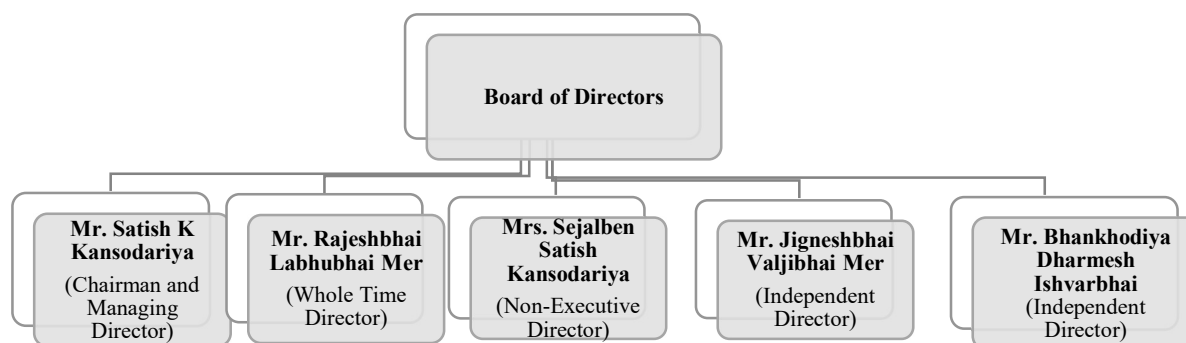 Board of Directors
Mr. Satish K
Kansodariya
(Chairman and
Managing
Director)
Mr. Rajeshbhai
Labhubhai Mer
(Whole Time
Director)
Mrs. Sejalben
Satish
Kansodariya
(Non-Executive
Director)
Mr. Jigneshbhai
Valjibhai Mer
(Independent
Director)
Mr. Bhankhodiya
Dharmesh
Ishvarbhai
(Independent
Director)